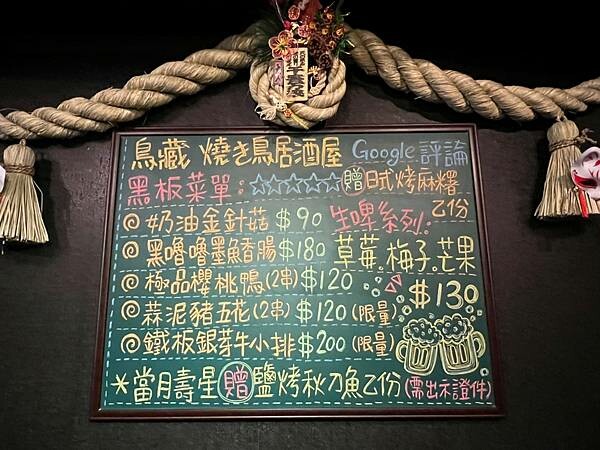 鳥藏 燒き鳥居酒屋 Google評論
黑板菜單：☆☆☆☆☆贈日式烤麻糬乙份
◎奶油金針菇 $90 生啤系列。
◎黑嚕嚕墨魚香腸 $180 草莓。梅子。芒果
◎極品櫻桃鴨(2串) $120 $130
◎蒜泥豬五花(2串) $120 (限量)
◎鐵板銀芽牛小排 $200 (限量)
*當月壽星贈鹽烤秋刀魚乙份(需出示證件)